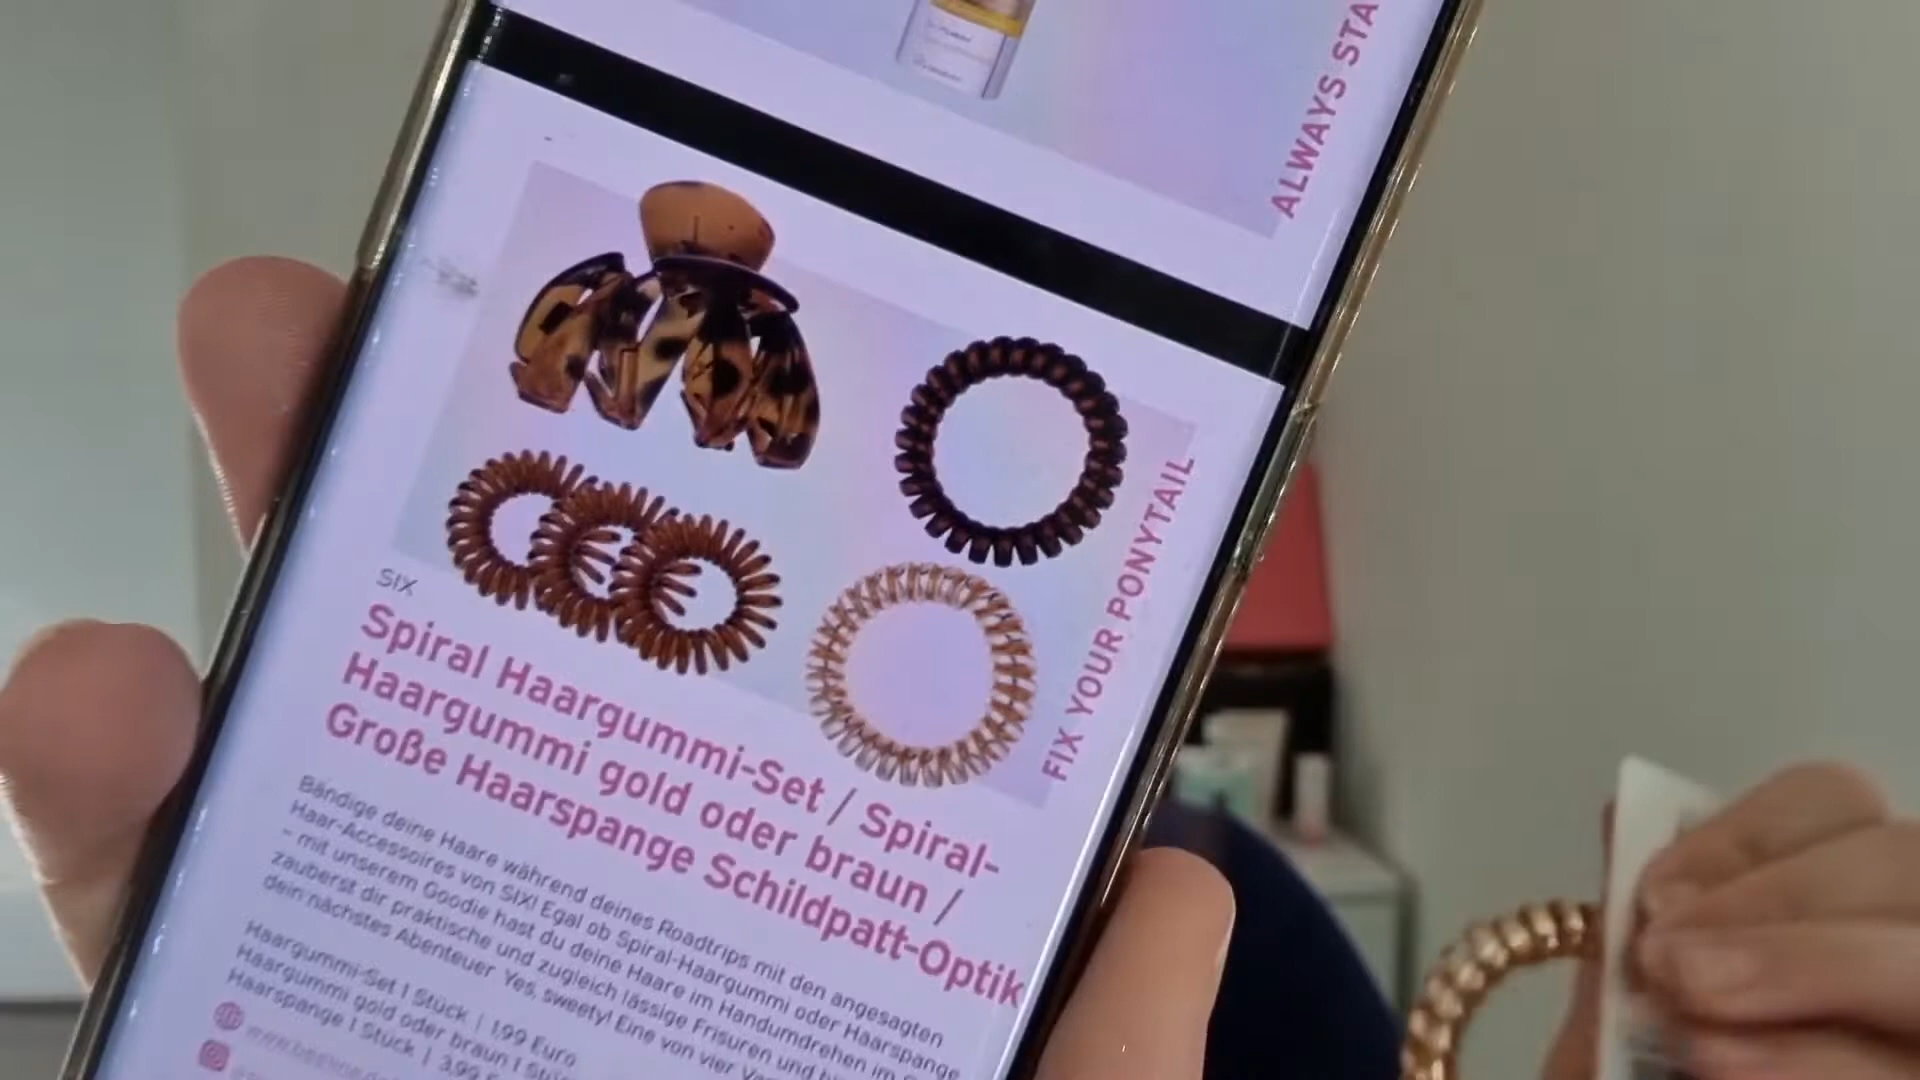 ALWAYS STA
FIX YOUR PONYTAIL
SIX
Spiral Haargummi-Set / Spiral-
Haargummi gold oder braun /
Große Haarspange Schildpatt-Optik
Bändige deine Haare während deines Roadtrips mit den angesagten
Haar-Accessoires von SIX! Egal ob Spiral-Haargummi oder Haarspange
– mit unserem Goodie hast du deine Haare im Handumdrehen im
zauberst dir praktische und zugleich lässige Frisuren und
dein nächstes Abenteuer. Yes, sweety! Eine von vier
Haargummi-Set 1 Stück | 1,99 Euro
Haargummi gold oder braun 1
Haarspange 1 Stück | 3,99